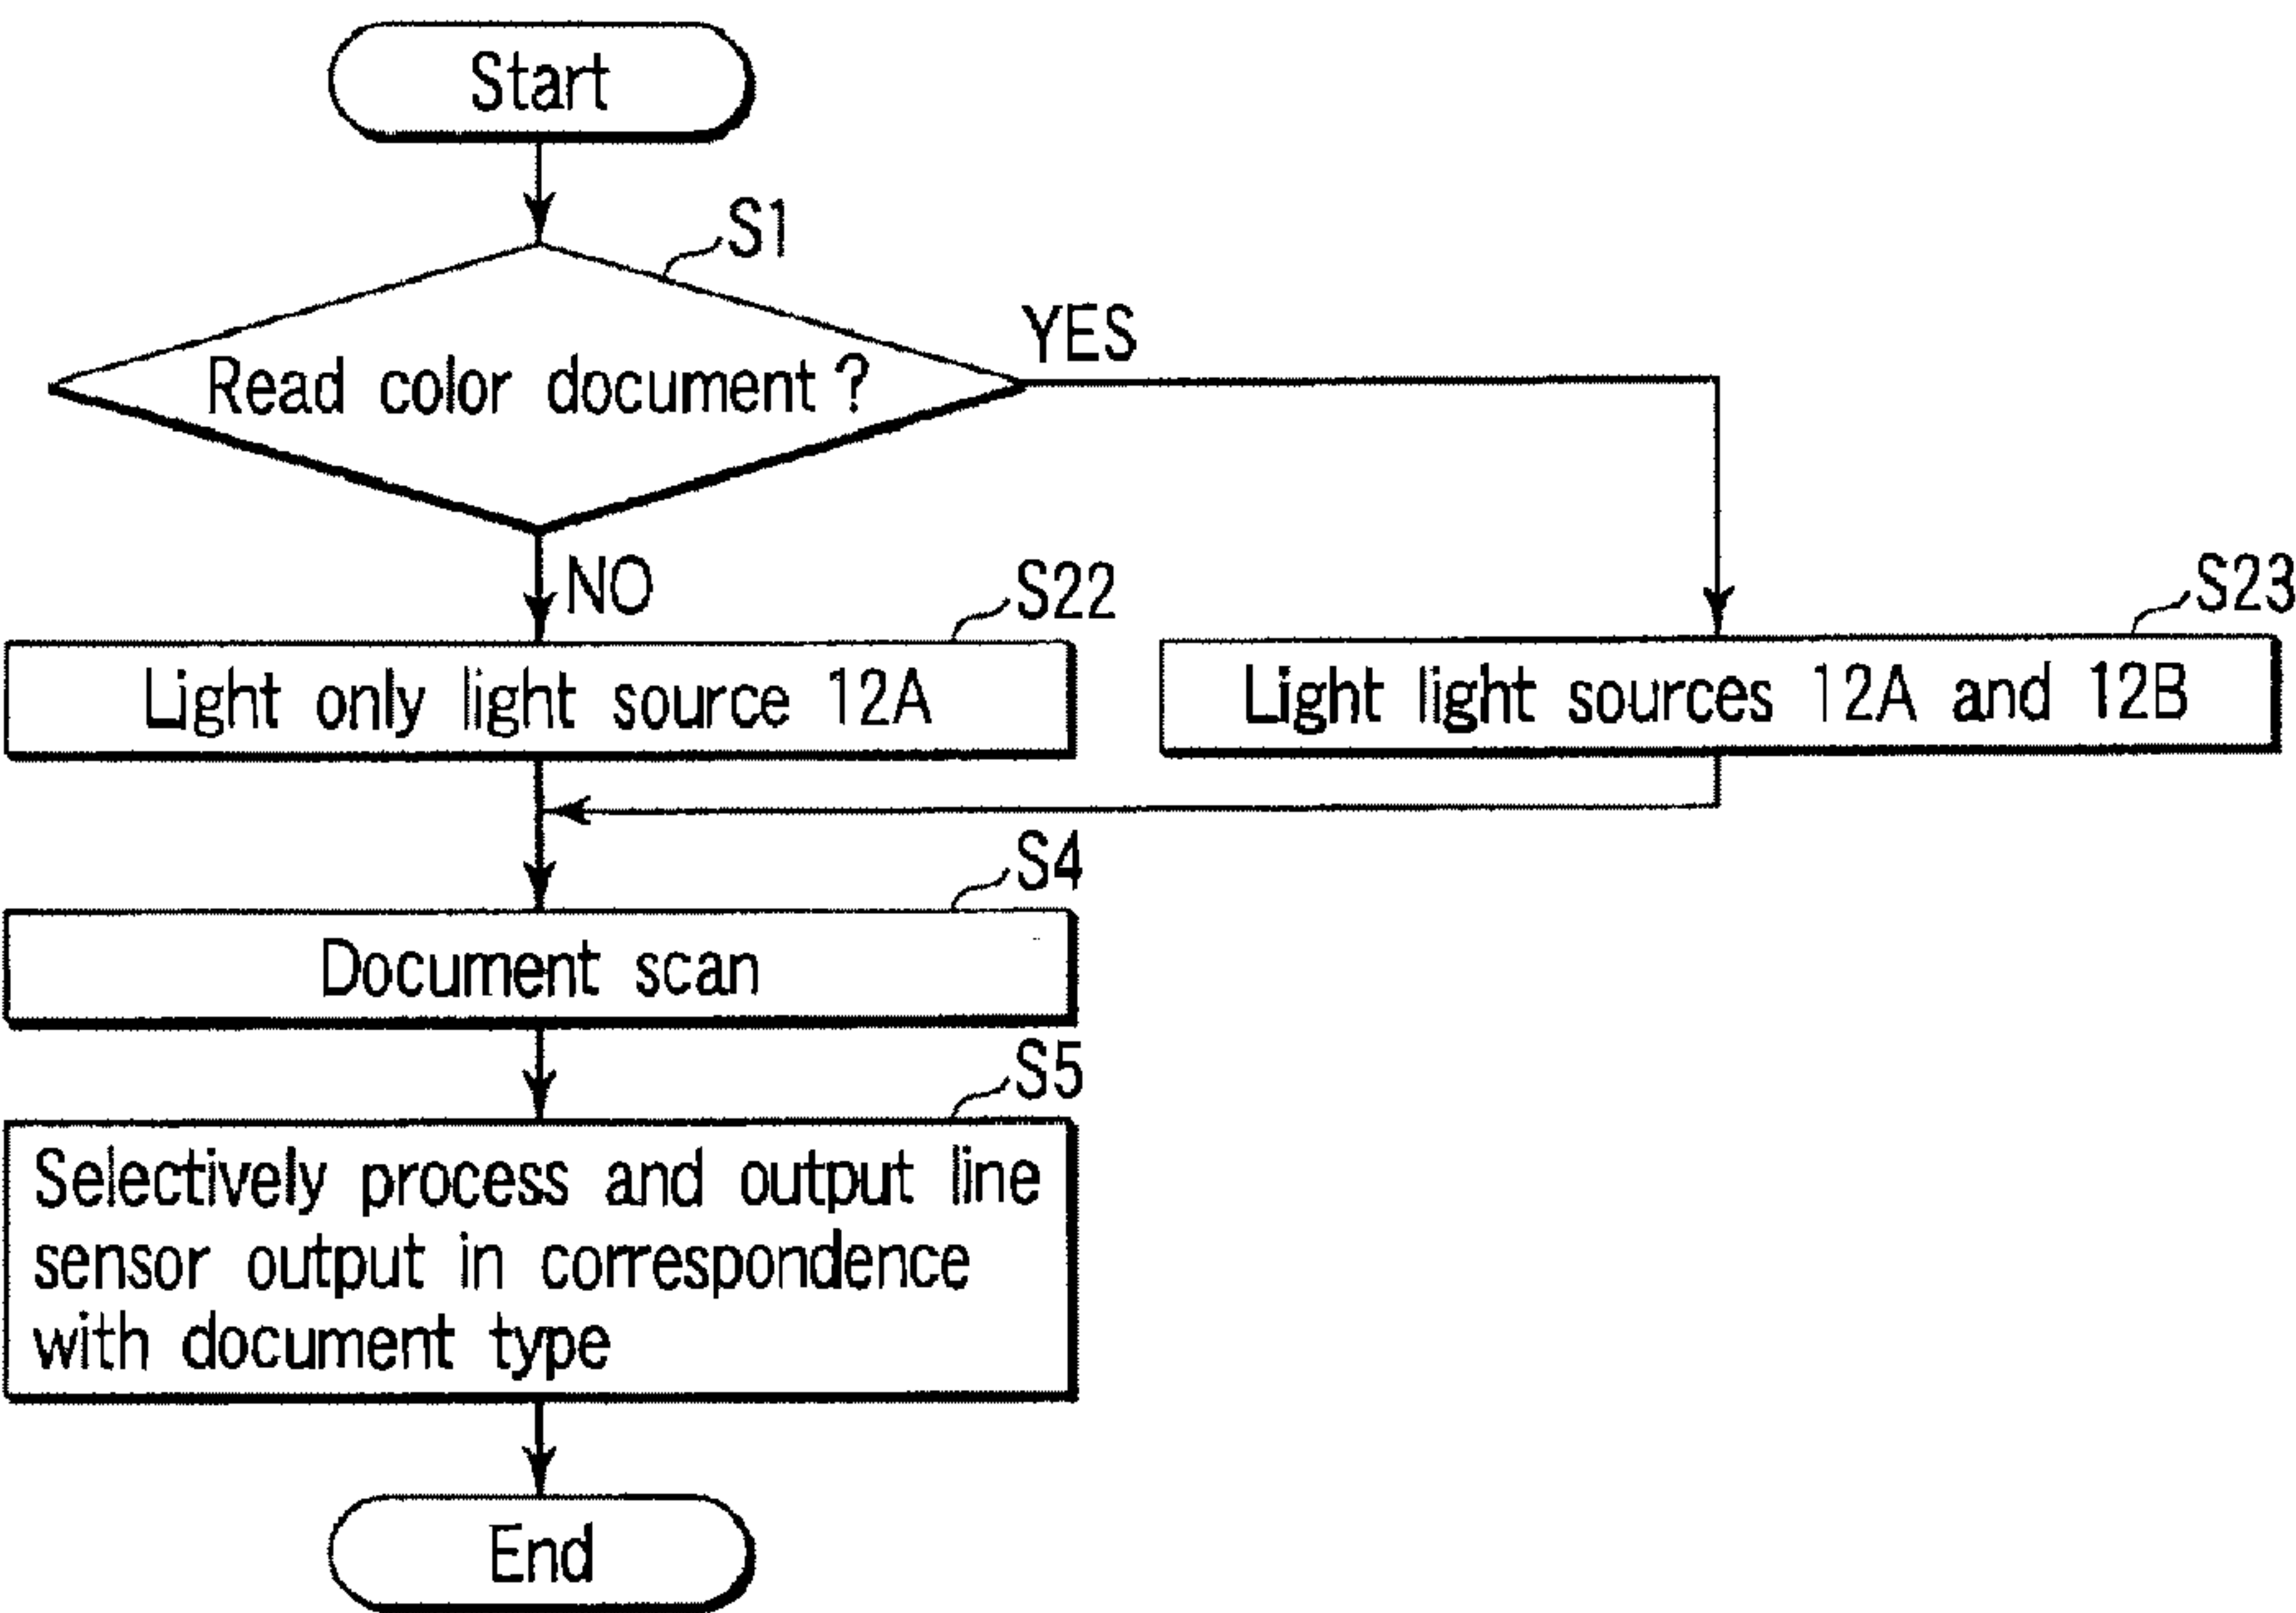 Start
S1
Read color document?
YES
NO
S22
Light only light source 12A
S23
Light light sources 12A and 12B
S4
Document scan
S5
Selectively process and output line
sensor output in correspondence
with document type
End